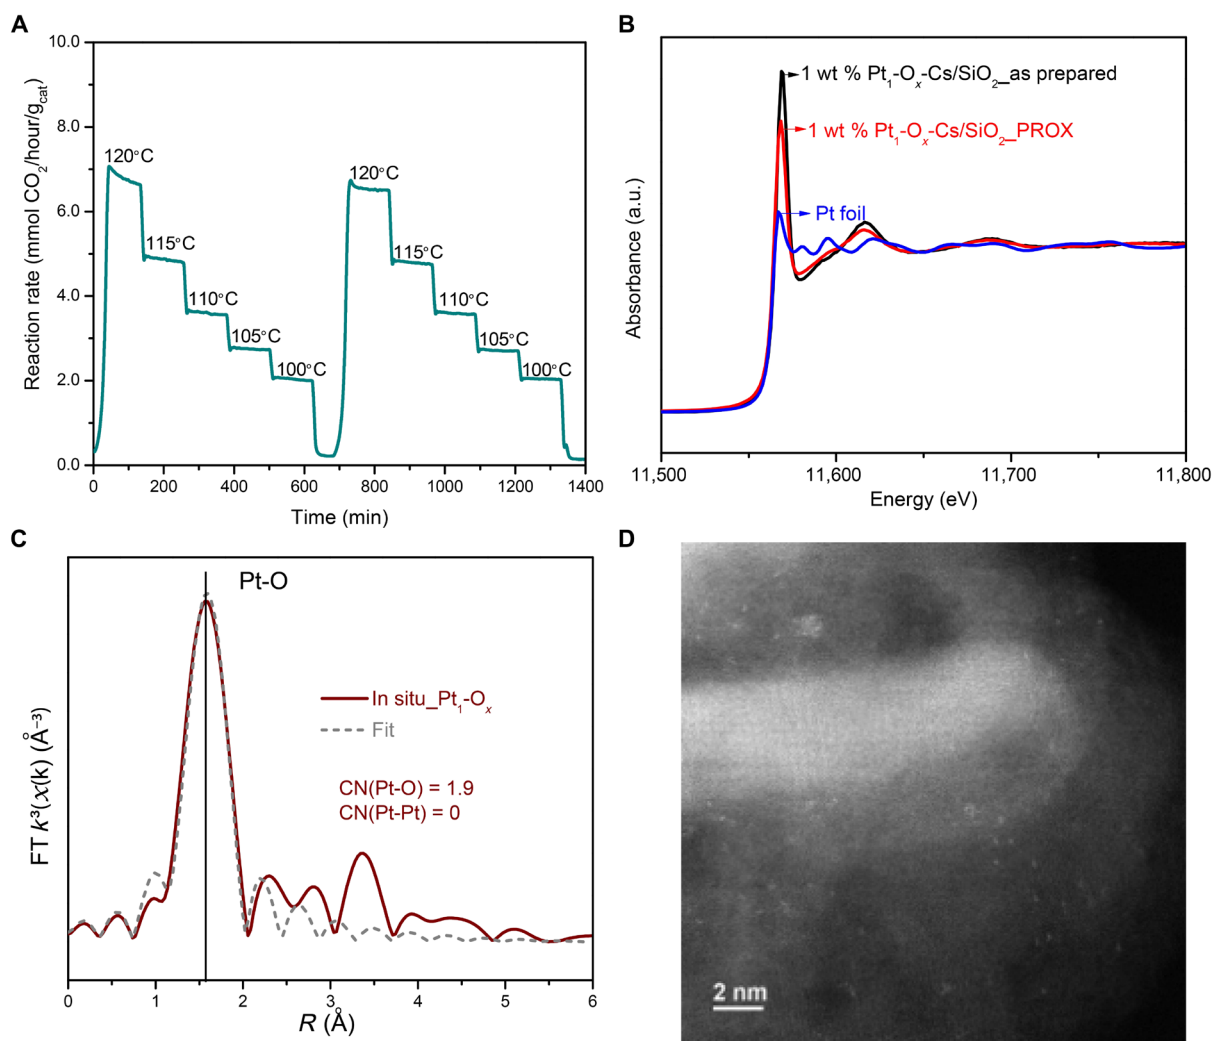 A
Reaction rate (mmol CO₂/hour/g_cat)
10.0
8.0
6.0
4.0
2.0
0.0
120°C
115°C
110°C
105°C
100°C
120°C
115°C
110°C
105°C
100°C
0 200 400 600 800 1000 1200 1400
Time (min)
B
Absorbance (a.u.)
1 wt % Pt₁-Oₓ-Cs/SiO₂_as prepared
1 wt % Pt₁-Oₓ-Cs/SiO₂_PROX
Pt foil
11,500 11,600 11,700 11,800
Energy (eV)
C
FT k³(χ(k) (Å⁻³)
Pt-O
In situ_Pt₁-Oₓ
Fit
CN(Pt-O) = 1.9
CN(Pt-Pt) = 0
0 1 2 3 4 5 6
R (Å)
D
2 nm